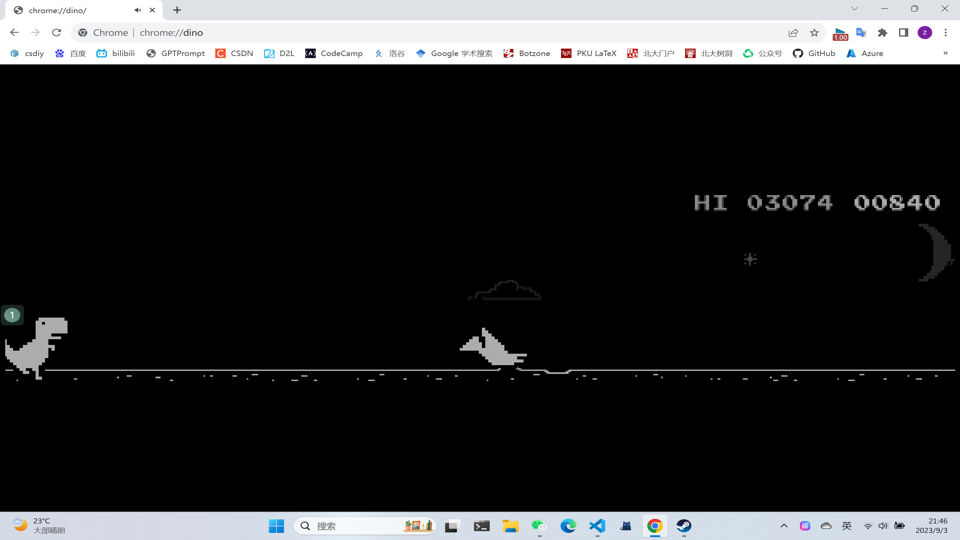 chrome://dino/
Chrome | chrome://dino
1.00
z
csdiy 百度 bilibili GPTPrompt CSDN D2L CodeCamp 洛谷 Google 学术搜索 Botzone PKU LaTeX 北大门户 北大树洞 公众号 GitHub Azure »
HI 03074 00840
1
23°C
大部晴朗
搜索
英
21:46
2023/9/3